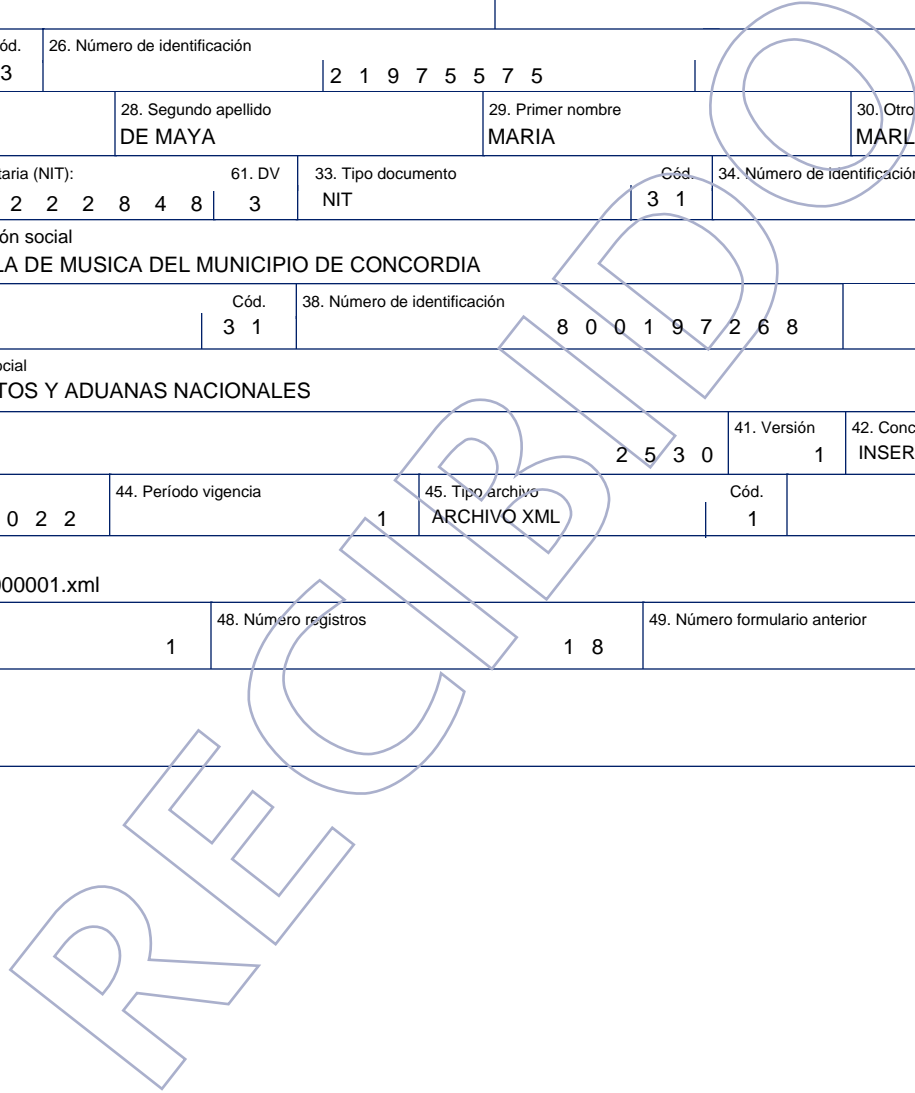 ód. 26. Número de identificación
3 2 1 9 7 5 5 7 5
28. Segundo apellido 29. Primer nombre 30. Otro
DE MAYA MARIA MARL
taria (NIT): 61. DV 33. Tipo documento Cód. 34. Número de identificación
2 2 2 8 4 8 3 NIT 3 1
ón social
LA DE MUSICA DEL MUNICIPIO DE CONCORDIA
Cód. 38. Número de identificación
3 1 8 0 0 1 9 7 2 6 8
ocial
TOS Y ADUANAS NACIONALES
41. Versión 42. Conc
2 5 3 0 1 INSER
44. Período vigencia 45. Tipo archivo Cód.
0 2 2 1 ARCHIVO XML 1
000001.xml
48. Número registros 49. Número formulario anterior
1 1 8
RECIBIDO